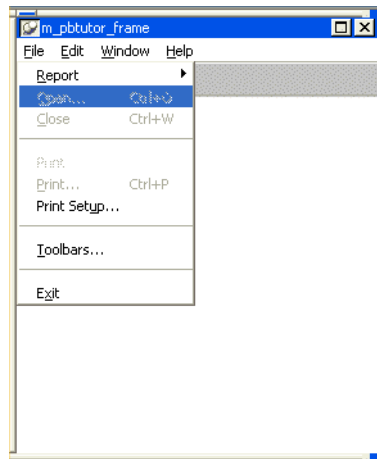 m_pbtutor_frame
File Edit Window Help
Report
Open... Ctrl+O
Close Ctrl+W
Print
Print... Ctrl+P
Print Setup...
Toolbars...
Exit